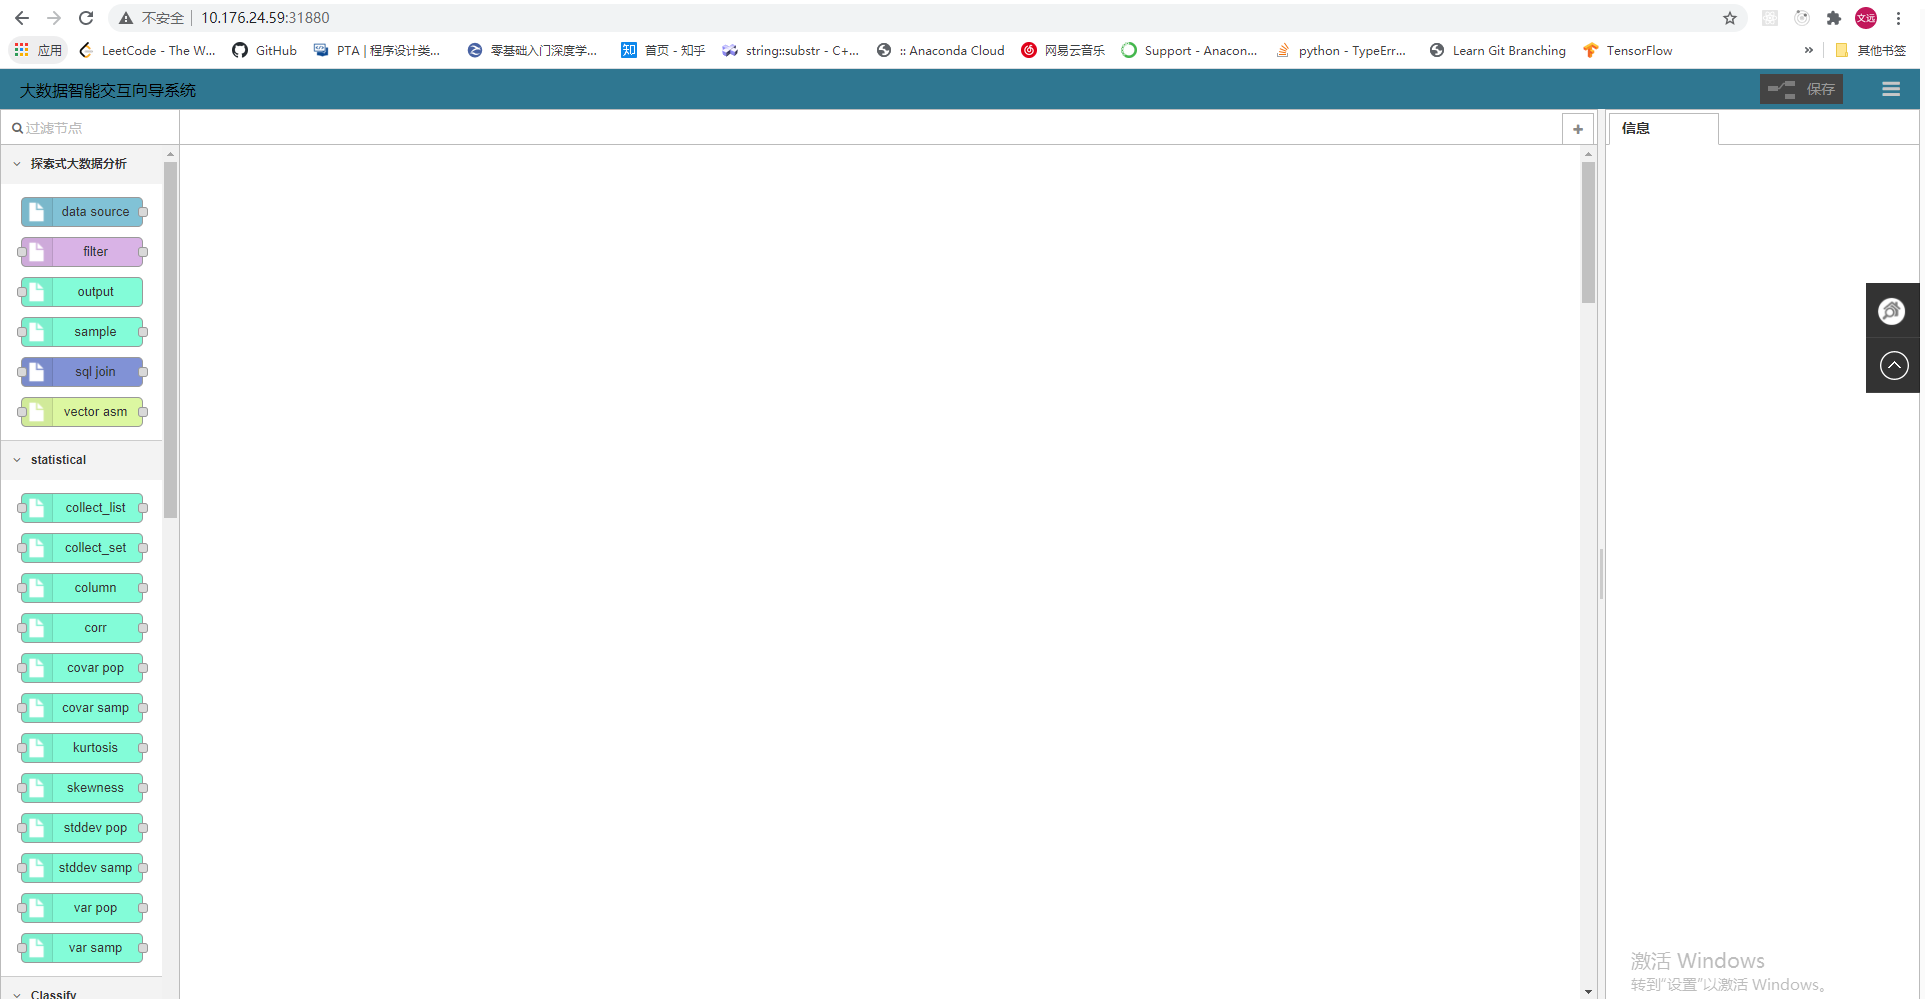 不安全 10.176.24.59:31880
文远
应用 LeetCode - The W... GitHub PTA | 程序设计类... 零基础入门深度学... 知 首页 - 知乎 string::substr - C+... :: Anaconda Cloud 网易云音乐 Support - Anacon... python - TypeErr... Learn Git Branching TensorFlow » 其他书签
大数据智能交互向导系统 保存
过滤节点
信息
探索式大数据分析
data source
filter
output
sample
sql join
vector asm
statistical
collect_list
collect_set
column
corr
covar pop
covar samp
kurtosis
skewness
stddev pop
stddev samp
var pop
var samp
Classify
激活 Windows
转到"设置"以激活 Windows。